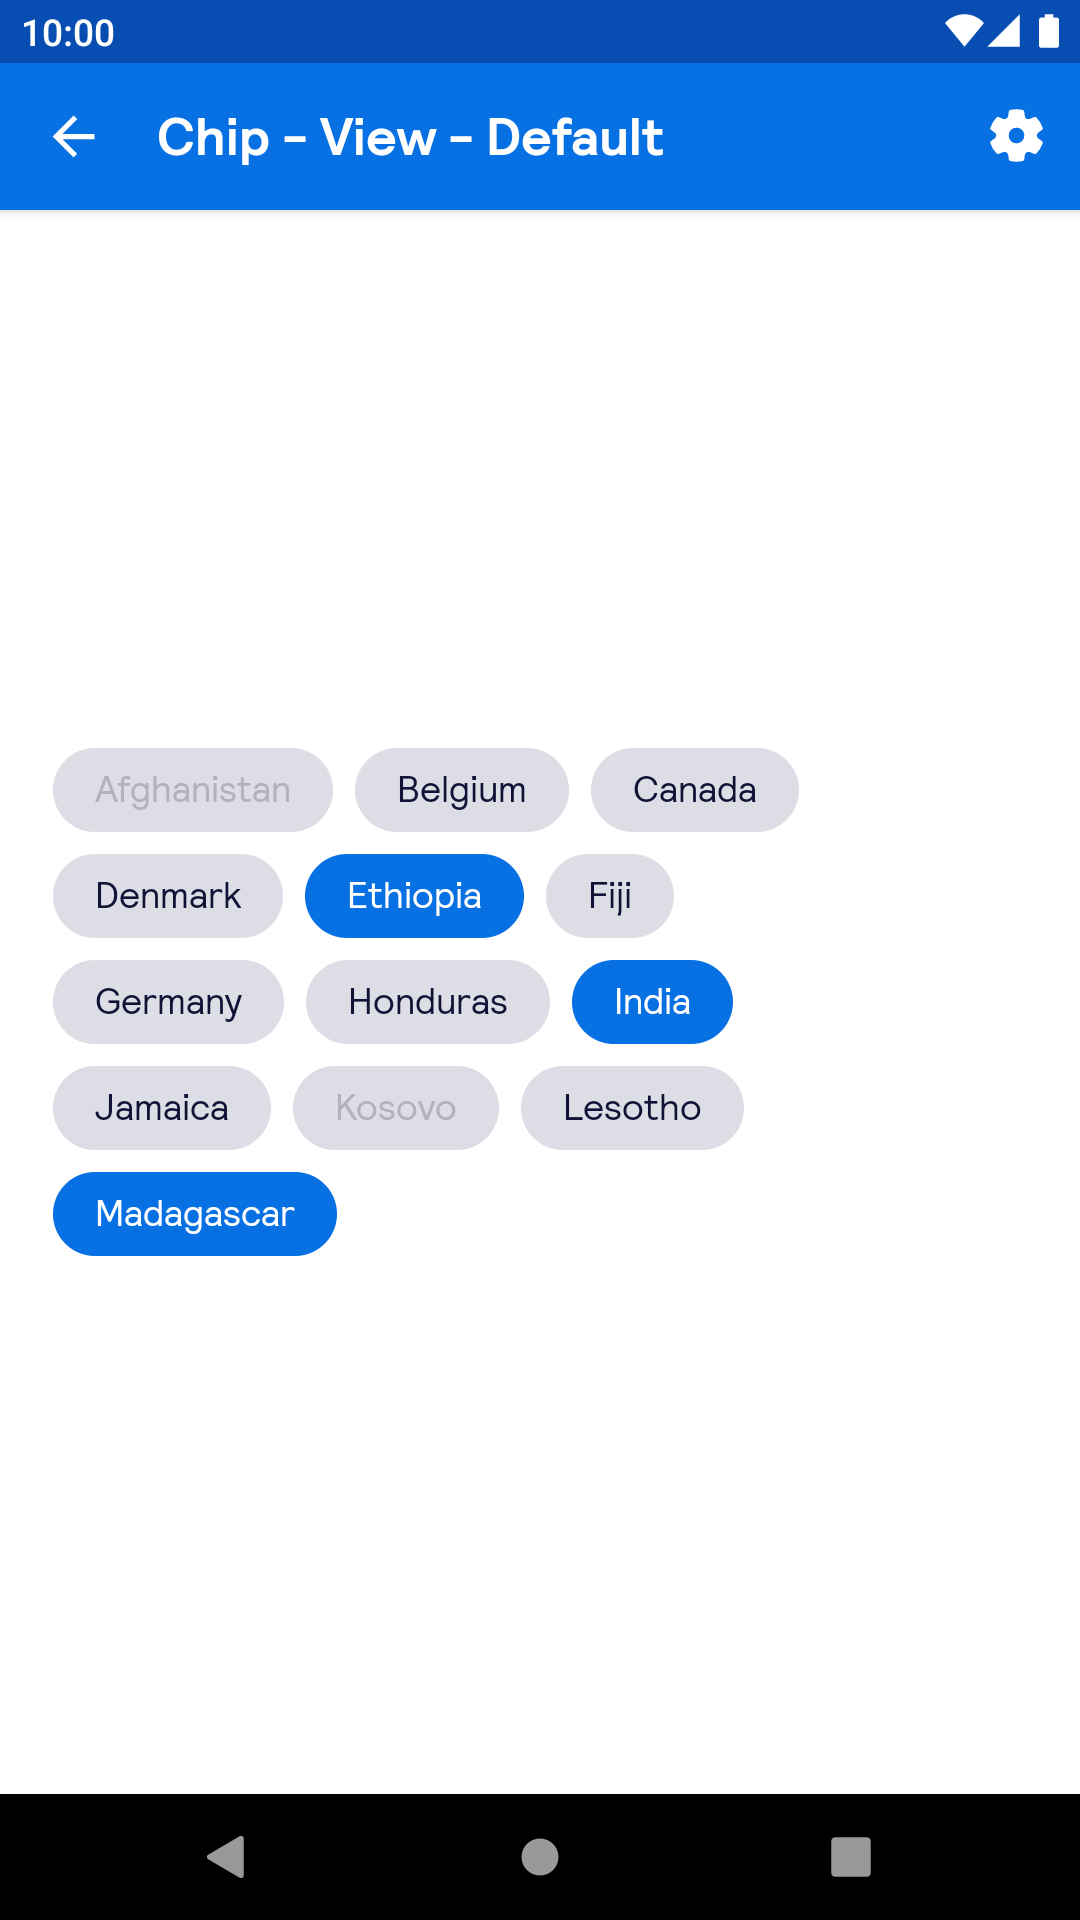 10:00
Chip - View - Default
Afghanistan Belgium Canada
Denmark Ethiopia Fiji
Germany Honduras India
Jamaica Kosovo Lesotho
Madagascar